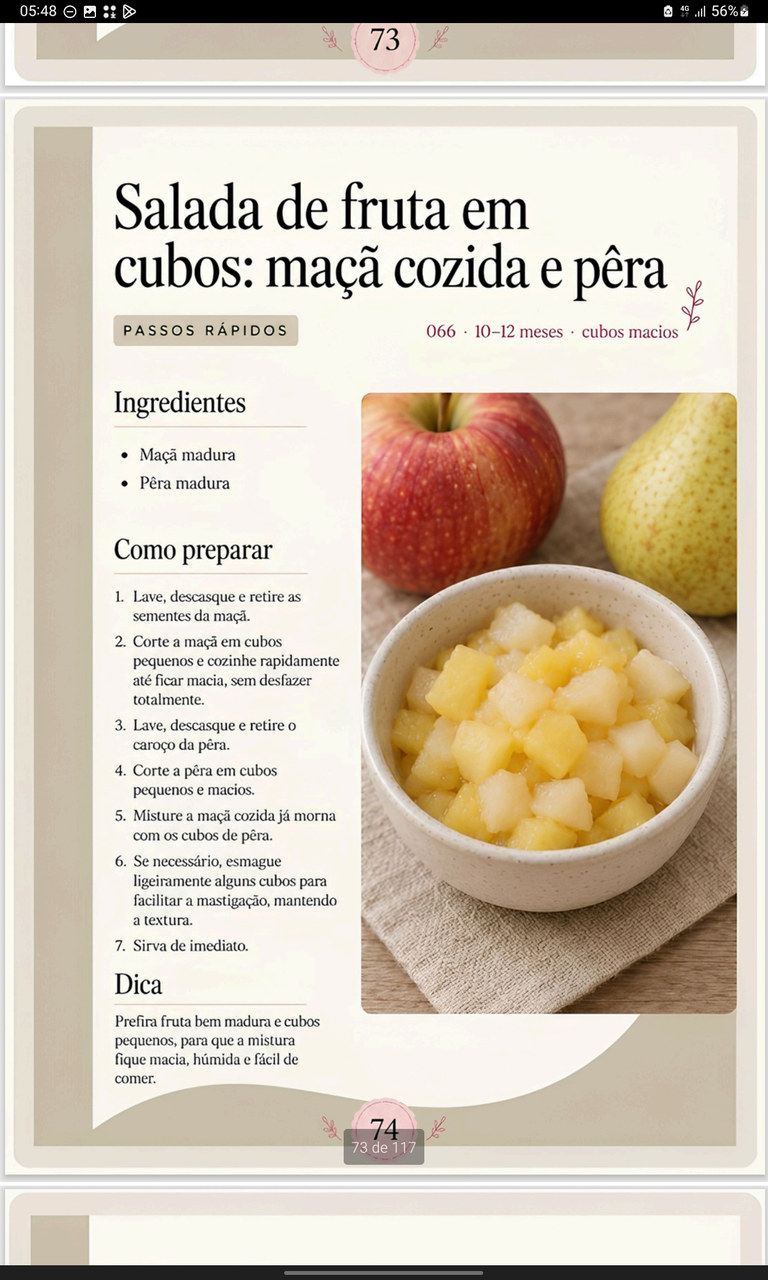 05:48
4G
56%
73
Salada de fruta em
cubos: maçã cozida e pêra
PASSOS RÁPIDOS
066 · 10–12 meses · cubos macios
Ingredientes
• Maçã madura
• Pêra madura
Como preparar
1. Lave, descasque e retire as
sementes da maçã.
2. Corte a maçã em cubos
pequenos e cozinhe rapidamente
até ficar macia, sem desfazer
totalmente.
3. Lave, descasque e retire o
caroço da pêra.
4. Corte a pêra em cubos
pequenos e macios.
5. Misture a maçã cozida já morna
com os cubos de pêra.
6. Se necessário, esmague
ligeiramente alguns cubos para
facilitar a mastigação, mantendo
a textura.
7. Sirva de imediato.
Dica
Prefira fruta bem madura e cubos
pequenos, para que a mistura
fique macia, húmida e fácil de
comer.
74
73 de 117